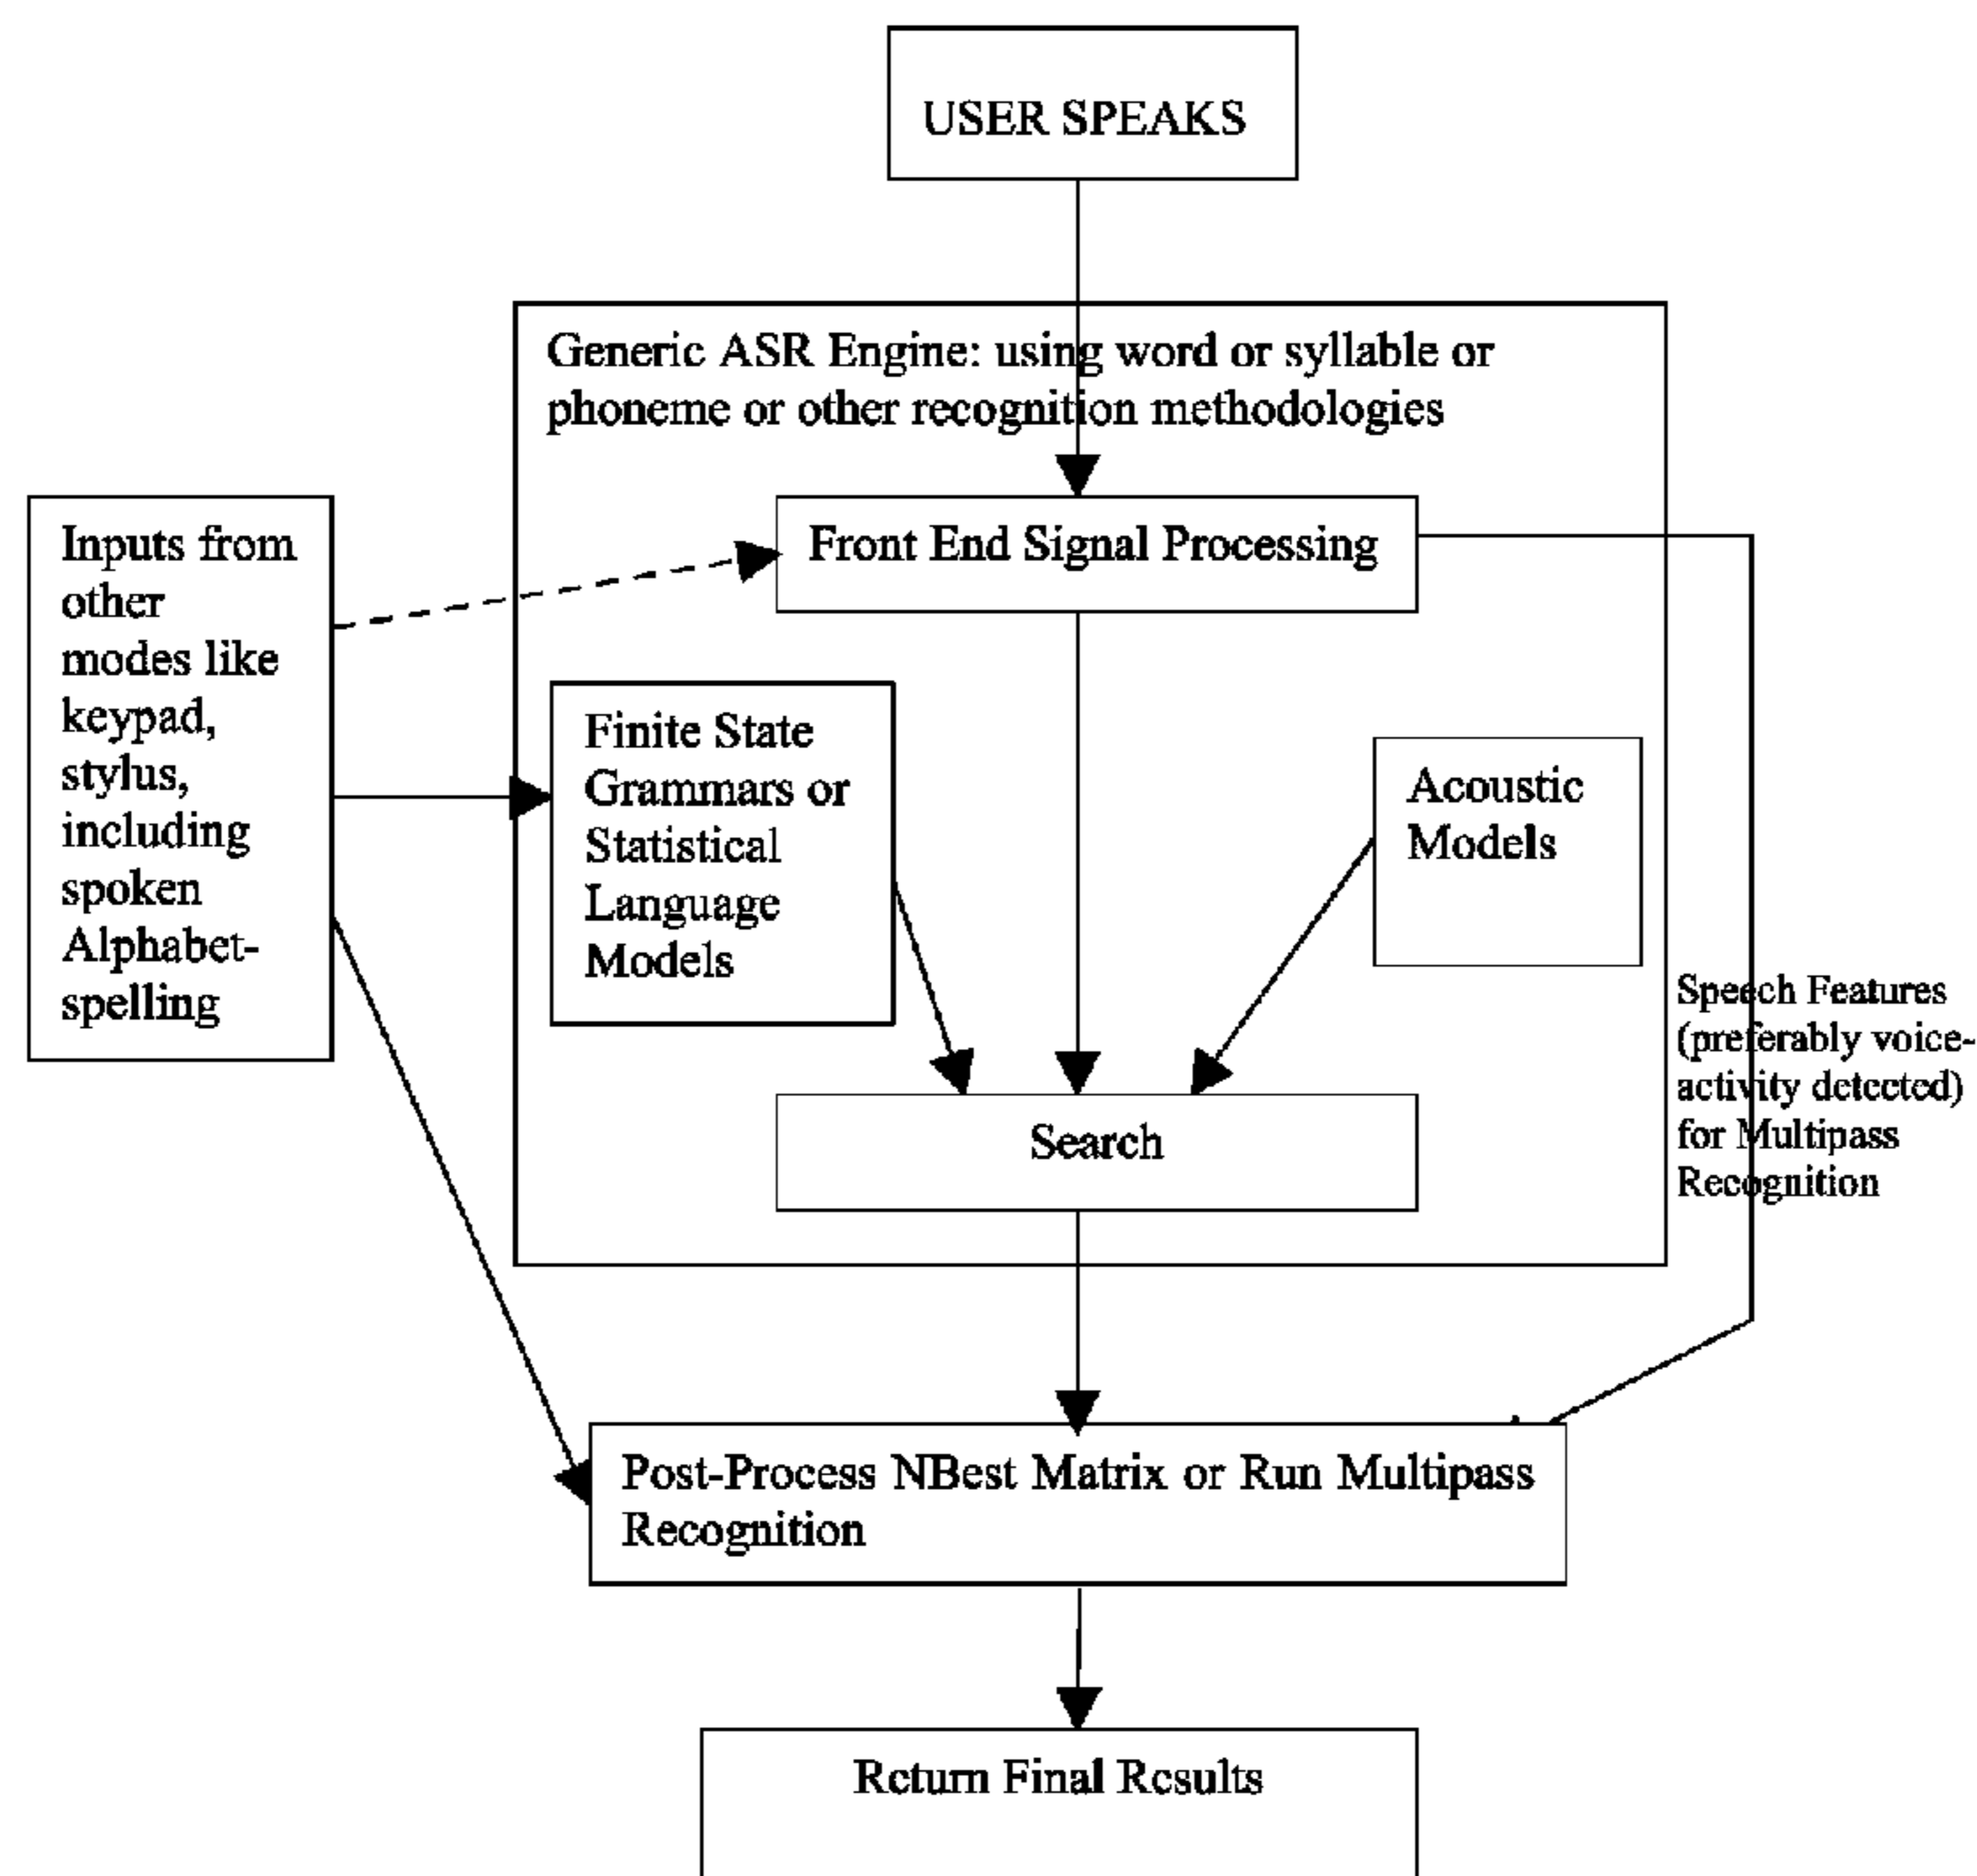 USER SPEAKS
Generic ASR Engine: using word or syllable or
phoneme or other recognition methodologies
Inputs from
other
modes like
keypad,
stylus,
including
spoken
Alphabet-
spelling
Front End Signal Processing
Finite State
Grammars or
Statistical
Language
Models
Acoustic
Models
Speech Features
(preferably voice-
activity detected)
for Multipass
Recognition
Search
Post-Process NBest Matrix or Run Multipass
Recognition
Return Final Results